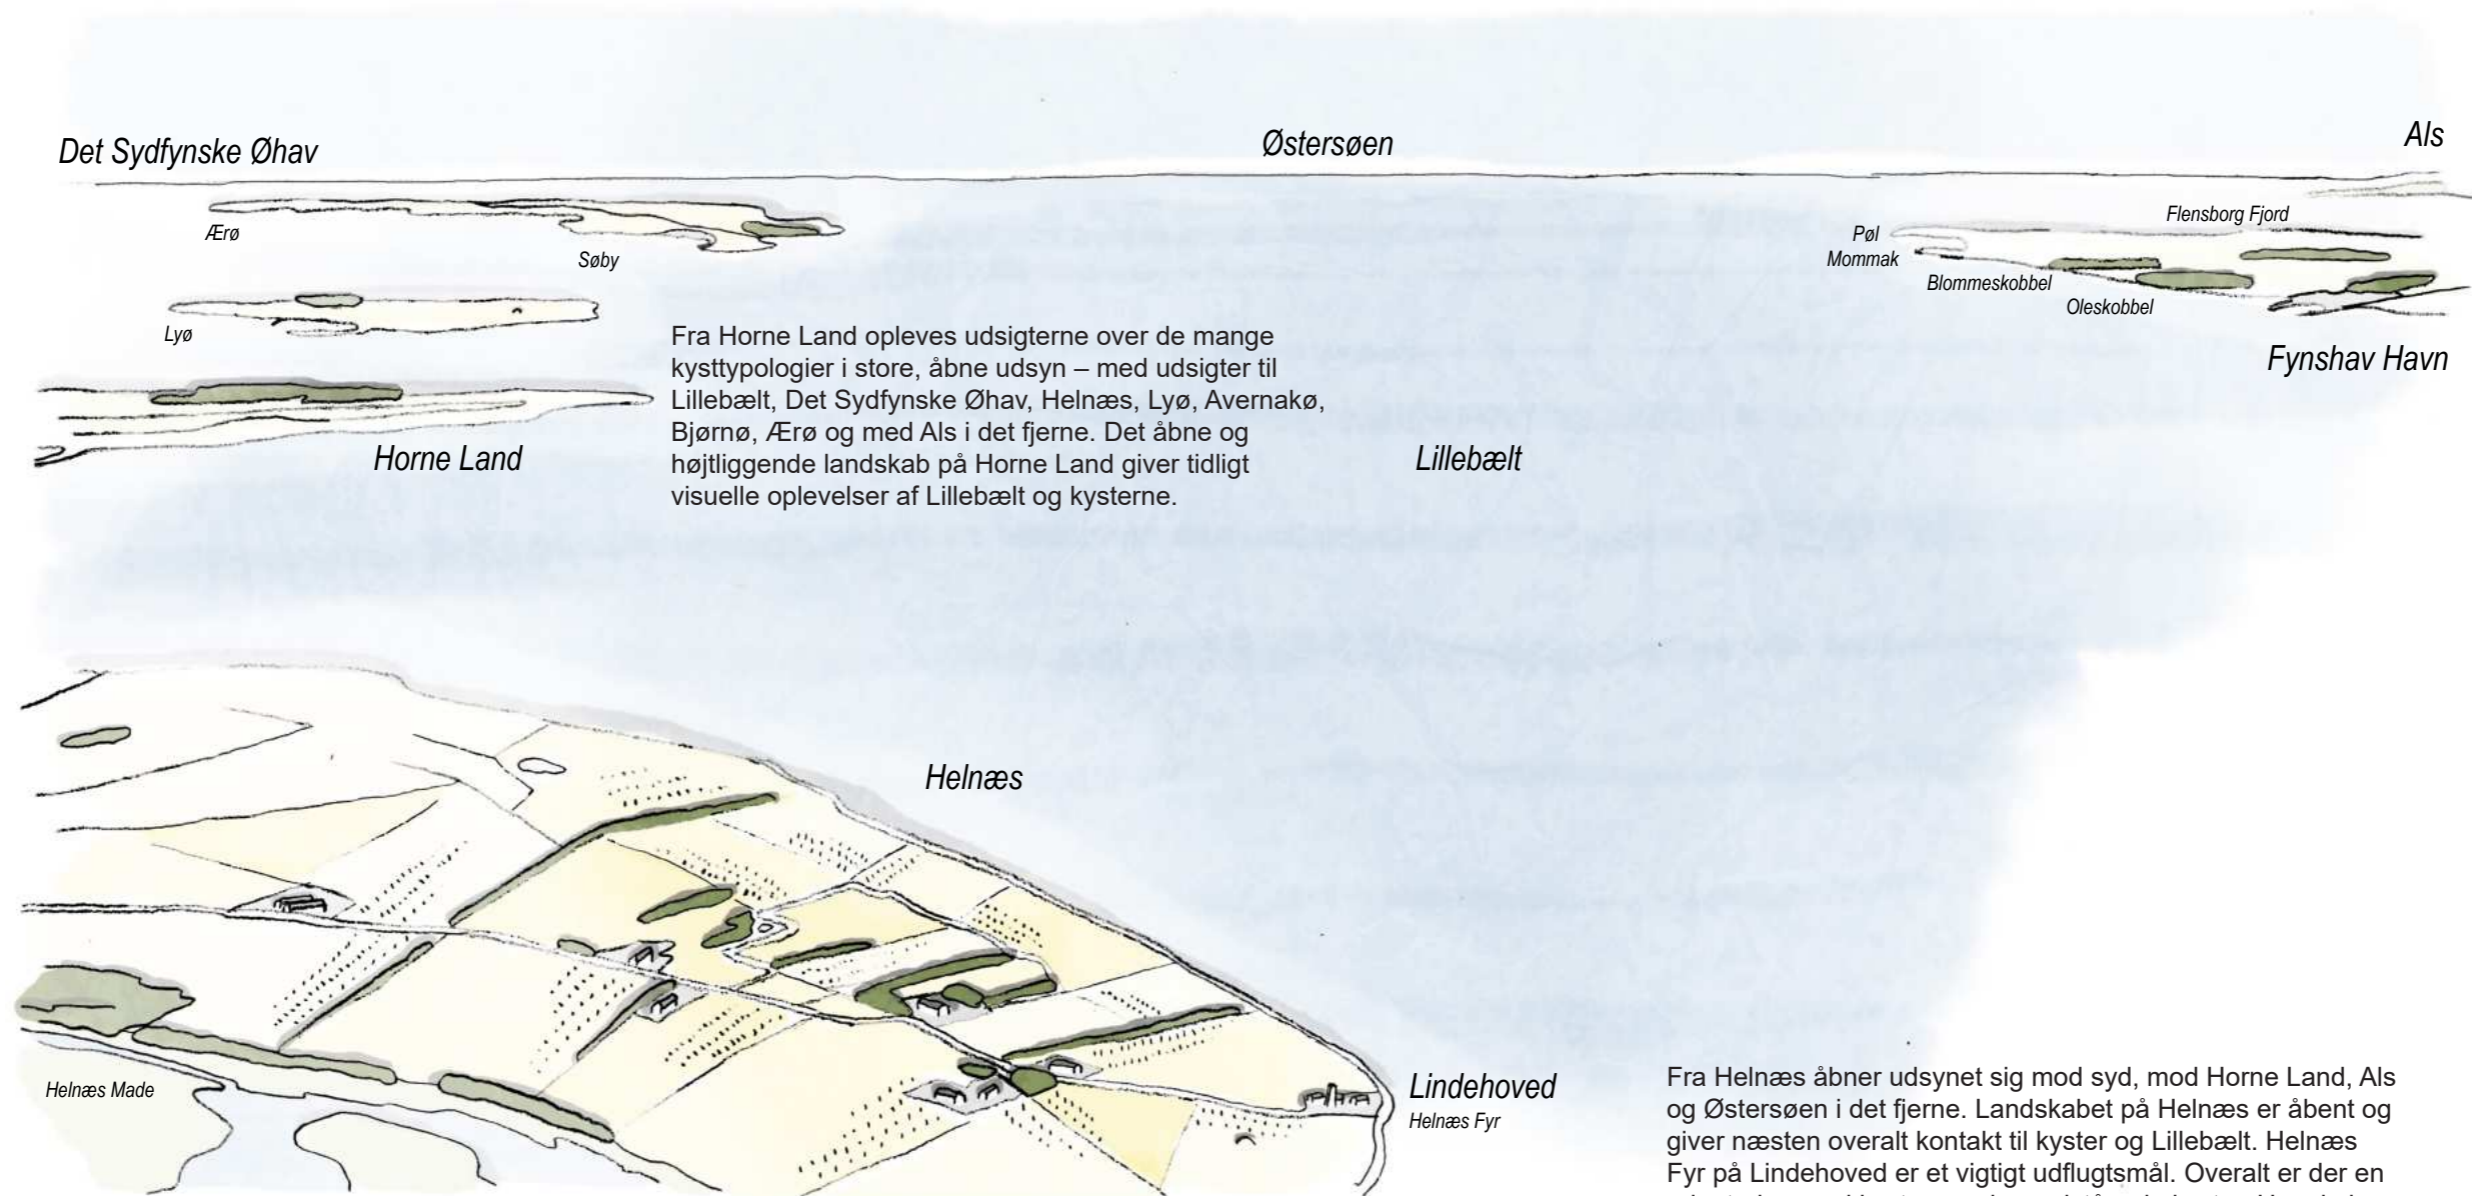 Det Sydfynske Øhav
Østersøen
Als
Ærø
Søby
Lyø
Flensborg Fjord
Pøl
Mommak
Blommeskobbel
Oleskobbel
Fynshav Havn
Fra Horne Land opleves udsigterne over de mange
kysttypologier i store, åbne udsyn – med udsigter til
Lillebælt, Det Sydfynske Øhav, Helnæs, Lyø, Avernakø,
Bjørnø, Ærø og med Als i det fjerne. Det åbne og
højtliggende landskab på Horne Land giver tidligt
visuelle oplevelser af Lillebælt og kysterne.
Horne Land
Lillebælt
Helnæs
Helnæs Made
Lindehoved
Helnæs Fyr
Fra Helnæs åbner udsynet sig mod syd, mod Horne Land, Als
og Østersøen i det fjerne. Landskabet på Helnæs er åbent og
giver næsten overalt kontakt til kyster og Lillebælt. Helnæs
Fyr på Lindehoved er et vigtigt udflugtsmål. Overalt er der en